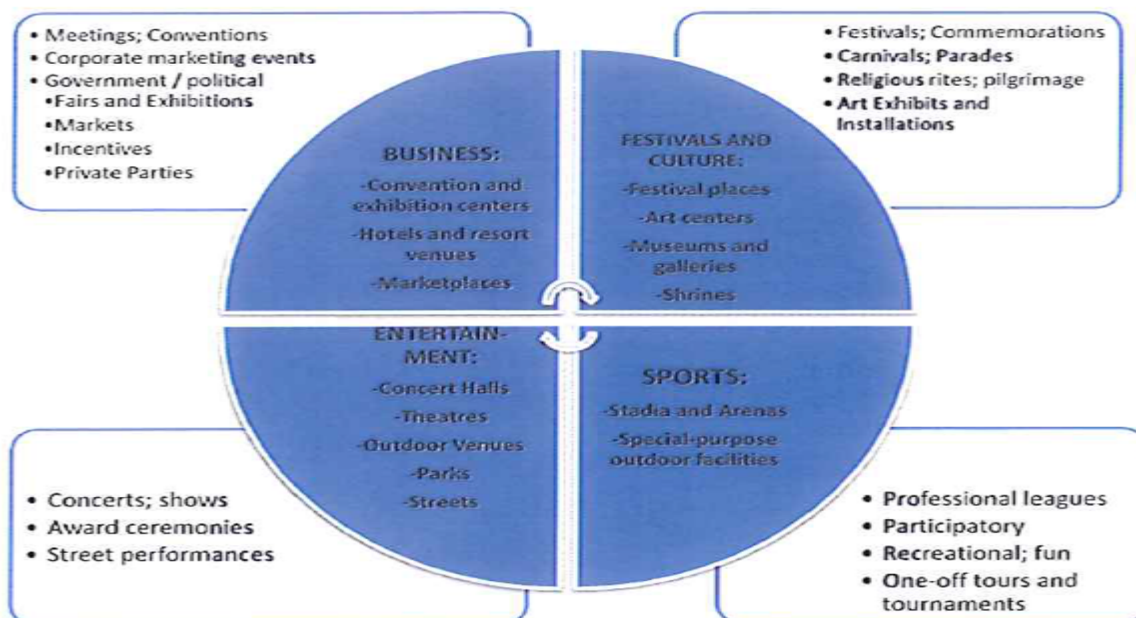 • Meetings; Conventions
• Corporate marketing events
• Government / political
•Fairs and Exhibitions
•Markets
•Incentives
•Private Parties
• Festivals; Commemorations
• Carnivals; Parades
• Religious rites; pilgrimage
• Art Exhibits and
Installations
BUSINESS:
-Convention and
exhibition centers
-Hotels and resort
venues
-Marketplaces
FESTIVALS AND
CULTURE:
-Festival places
-Art centers
-Museums and
galleries
-Shrines
ENTERTAIN-
MENT:
-Concert Halls
-Theatres
-Outdoor Venues
-Parks
-Streets
SPORTS:
-Stadia and Arenas
-Special-purpose
outdoor facilities
• Concerts; shows
• Award ceremonies
• Street performances
• Professional leagues
• Participatory
• Recreational; fun
• One-off tours and
tournaments